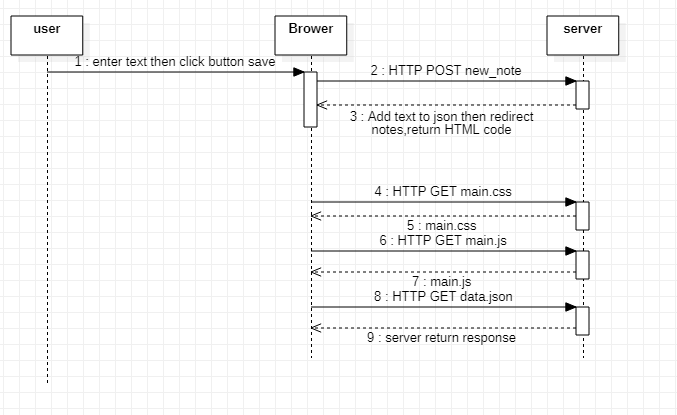 user
Brower
server
1 : enter text then click button save
2 : HTTP POST new_note
3 : Add text to json then redirect
notes,return HTML code
4 : HTTP GET main.css
5 : main.css
6 : HTTP GET main.js
7 : main.js
8 : HTTP GET data.json
9 : server return response